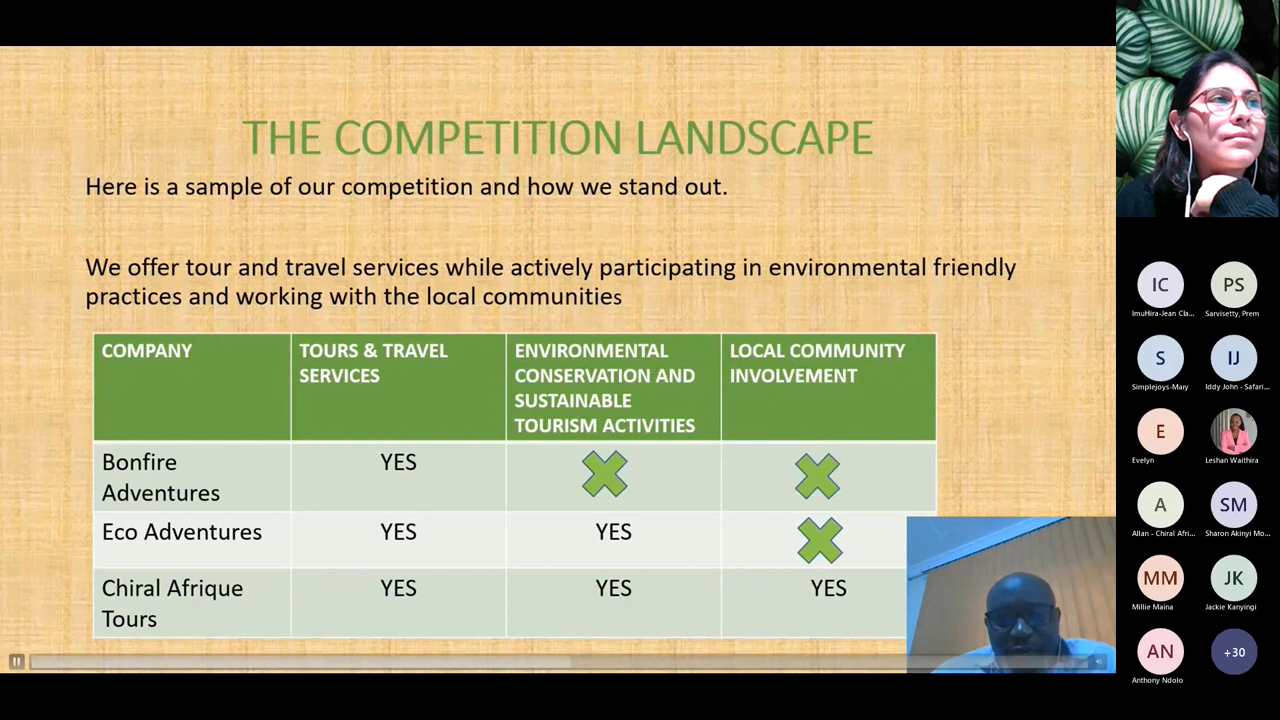 THE COMPETITION LANDSCAPE
Here is a sample of our competition and how we stand out.
We offer tour and travel services while actively participating in environmental friendly
practices and working with the local communities
COMPANY
TOURS & TRAVEL
SERVICES
ENVIRONMENTAL
CONSERVATION AND
SUSTAINABLE
TOURISM ACTIVITIES
LOCAL COMMUNITY
INVOLVEMENT
Bonfire
Adventures
YES
Eco Adventures
YES
YES
Chiral Afrique
Tours
YES
YES
YES
IC
ImuHira-Jean Cla...
PS
Sarvisetty, Prem
S
Simplejoys-Mary
IJ
Iddy John - Safari...
E
Evelyn
Leshan Waithira
A
Allan - Chiral Afri...
SM
Sharon Akinyi Mo...
MM
Millie Maina
JK
Jackie Kanyingi
AN
Anthony Ndolo
+30